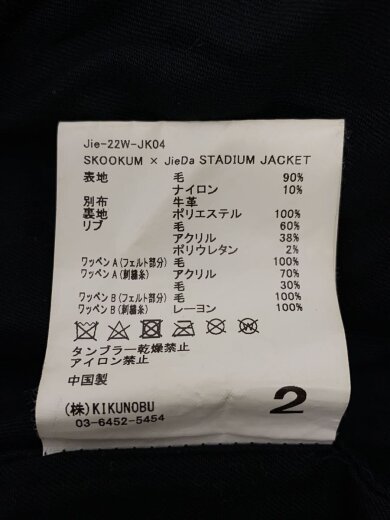 Jie-22W-JK04
SKOOKUM × JieDa STADIUM JACKET
表地 毛 90%
ナイロン 10%
別布 牛革
裏地 ポリエステル 100%
リブ 毛 60%
アクリル 38%
ポリウレタン 2%
ワッペンA(フェルト部分) 毛 100%
ワッペンA(刺繍糸) アクリル 70%
毛 30%
ワッペンB(フェルト部分) 毛 100%
ワッペンB(刺繍糸) レーヨン 100%
タンブラー乾燥禁止
アイロン禁止
中国製
(株)KIKUNOBU
03-6452-5454
2